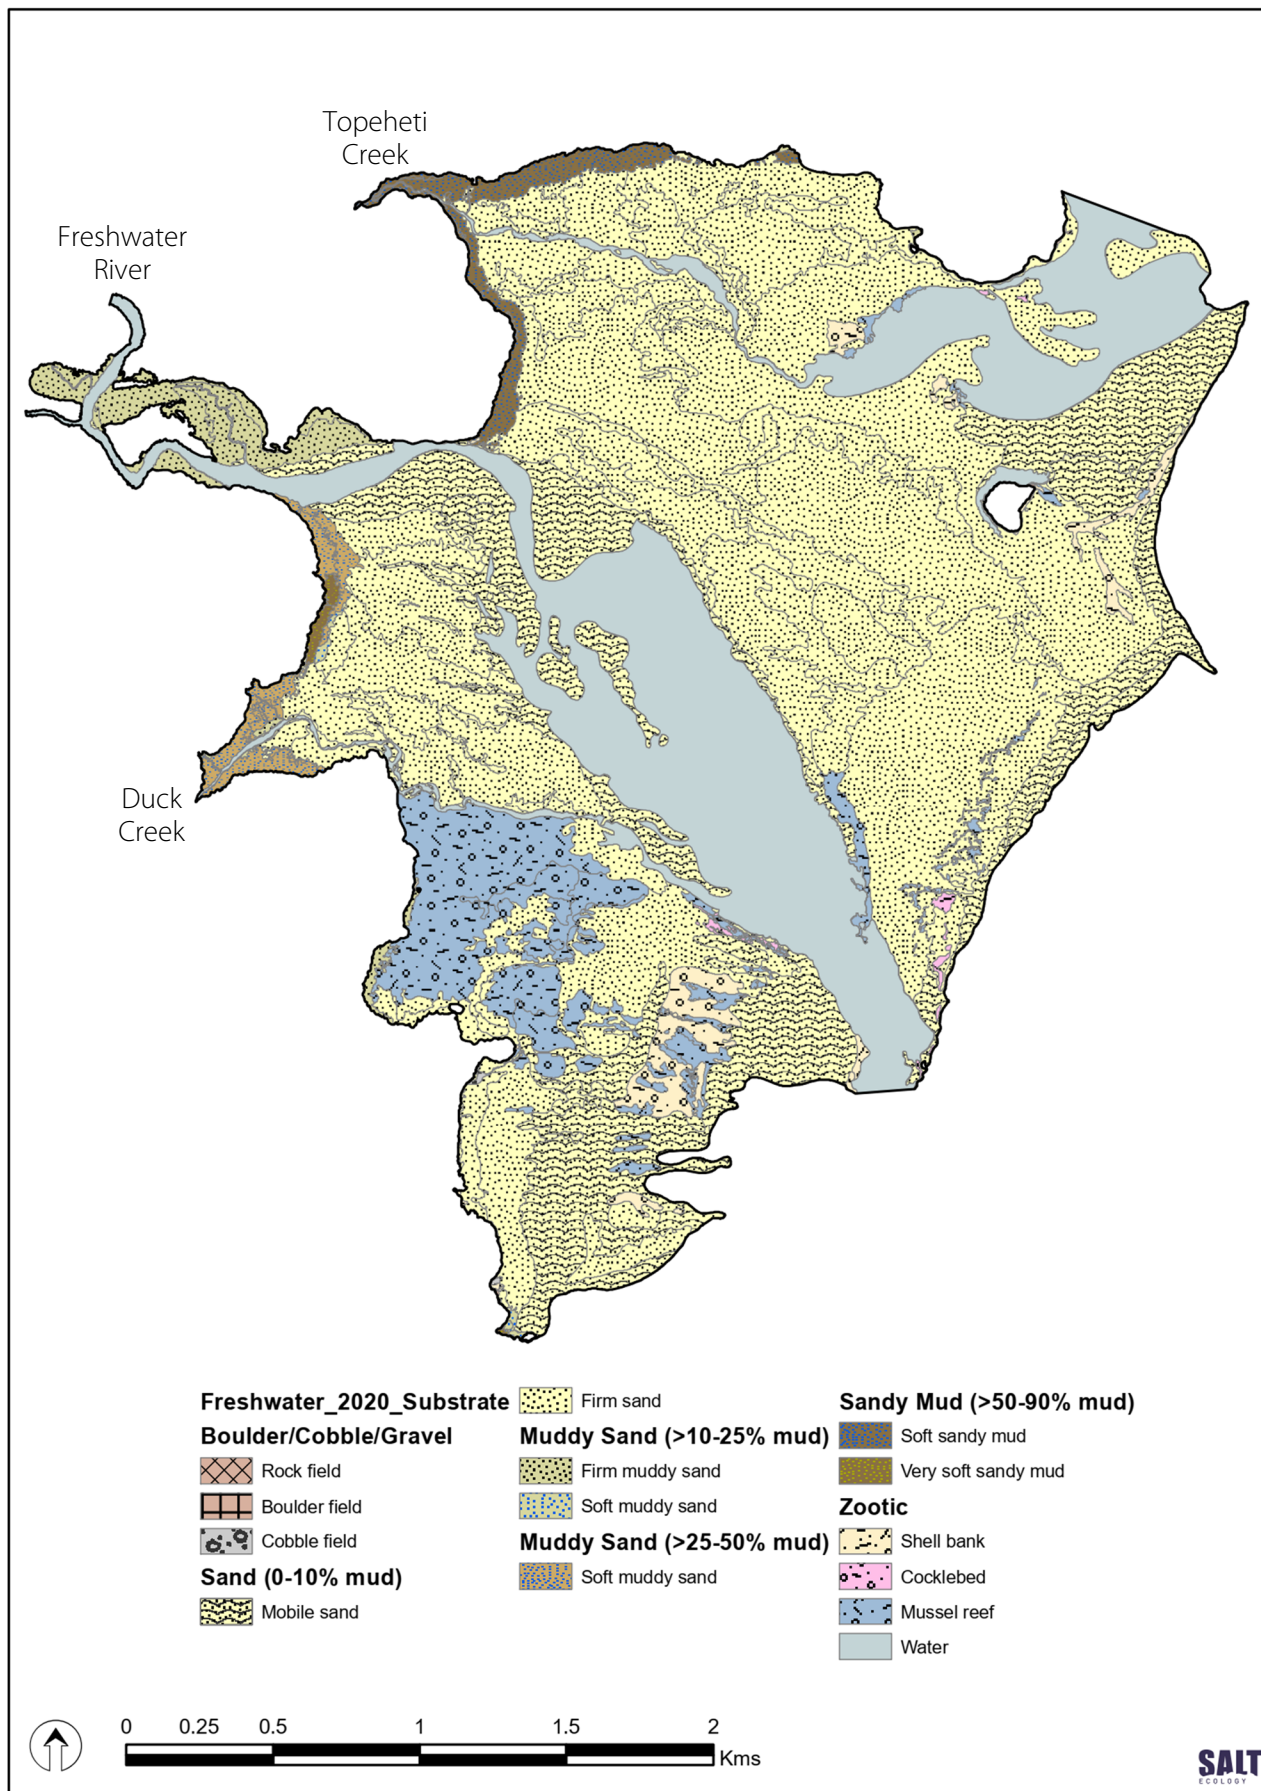 Topeheti
Creek
Freshwater
River
Duck
Creek
Freshwater_2020_Substrate
Boulder/Cobble/Gravel
Rock field
Boulder field
Cobble field
Sand (0-10% mud)
Mobile sand
Firm sand
Muddy Sand (>10-25% mud)
Firm muddy sand
Soft muddy sand
Muddy Sand (>25-50% mud)
Soft muddy sand
Sandy Mud (>50-90% mud)
Soft sandy mud
Very soft sandy mud
Zootic
Shell bank
Cocklebed
Mussel reef
Water
0 0.25 0.5 1 1.5 2
Kms
SALT
ECOLOGY